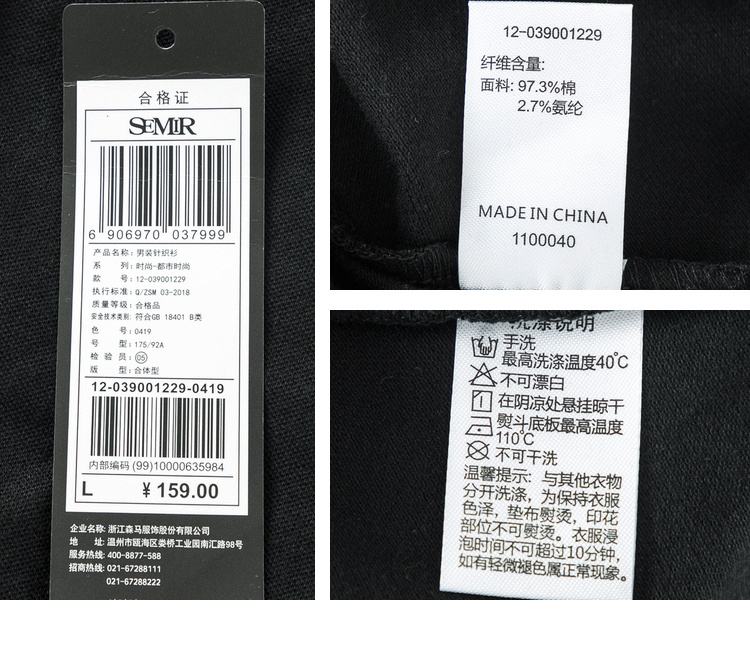 合格证
SEMIR
6 906970 037999
产品名称: 男装针织衫
系 列: 时尚-都市时尚
款 号: 12-039001229
执行标准: Q/ZSM 03-2018
质量等级: 合格品
安全技术类别: 符合GB 18401 B类
色 号: 0419
号 型: 175/92A
检 验 员: 05
版 型: 合体型
12-039001229-0419
内部编码 (99)10000635984
L ¥159.00
企业名称: 浙江森马服饰股份有限公司
地 址: 温州市瓯海区娄桥工业园南汇路98号
服务热线: 400-8877-588
招商热线: 021-67288111
021-67288222
12-039001229
纤维含量:
面料: 97.3%棉
2.7%氨纶
MADE IN CHINA
1100040
洗涤说明
手洗
最高洗涤温度40℃
不可漂白
在阴凉处悬挂晾干
熨斗底板最高温度
110℃
不可干洗
温馨提示: 与其他衣物
分开洗涤, 为保持衣服
色泽, 垫布熨烫, 印花
部位不可熨烫。衣服浸
泡时间不可超过10分钟,
如有轻微褪色属正常现象。